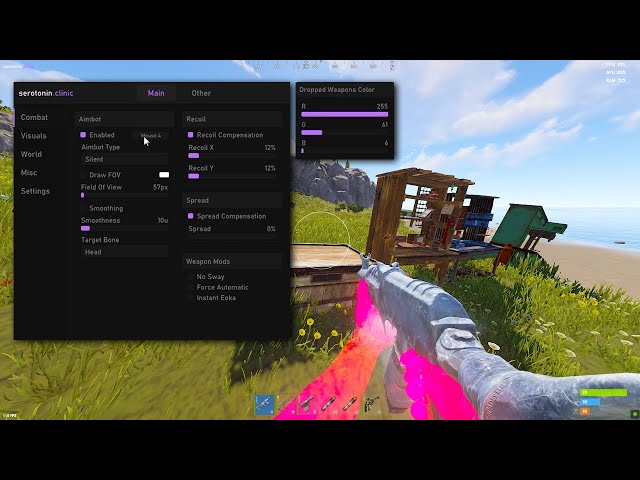 serotonin.clinic
Main
Other
Combat
Visuals
World
Misc
Settings
Aimbot
Enabled
Mouse 4
Aimbot Type
Silent
Draw FOV
Field Of View 57px
Smoothing
Smoothness 10u
Target Bone
Head
Recoil
Recoil Compensation
Recoil X 12%
Recoil Y 12%
Spread
Spread Compensation
Spread 0%
Weapon Mods
No Sway
Force Automatic
Instant Eoka
Dropped Weapons Color
R 255
G 61
B 6